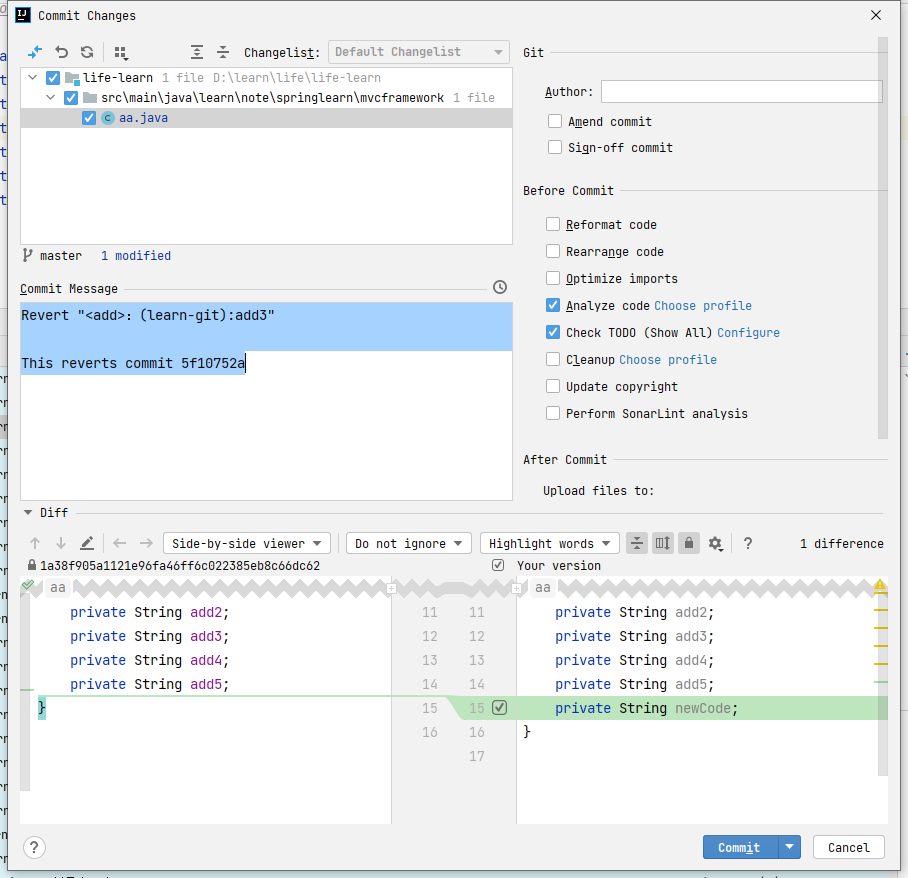 Commit Changes
Changelist: Default Changelist
life-learn 1 file D:\learn\life\life-learn
src\main\java\learn\note\springlearn\mvcframework 1 file
aa.java
master 1 modified
Commit Message
Revert "<add>: (learn-git):add3"
This reverts commit 5f10752a
Git
Author:
Amend commit
Sign-off commit
Before Commit
Reformat code
Rearrange code
Optimize imports
Analyze code Choose profile
Check TODO (Show All) Configure
Cleanup Choose profile
Update copyright
Perform SonarLint analysis
After Commit
Upload files to:
Diff
Side-by-side viewer Do not ignore Highlight words ? 1 difference
1a38f905a1121e96fa46ff6c022385eb8c66dc62 Your version
aa aa
private String add2; 11 11 private String add2;
private String add3; 12 12 private String add3;
private String add4; 13 13 private String add4;
private String add5; 14 14 private String add5;
} 15 15 private String newCode;
16 16 }
17
? Commit Cancel